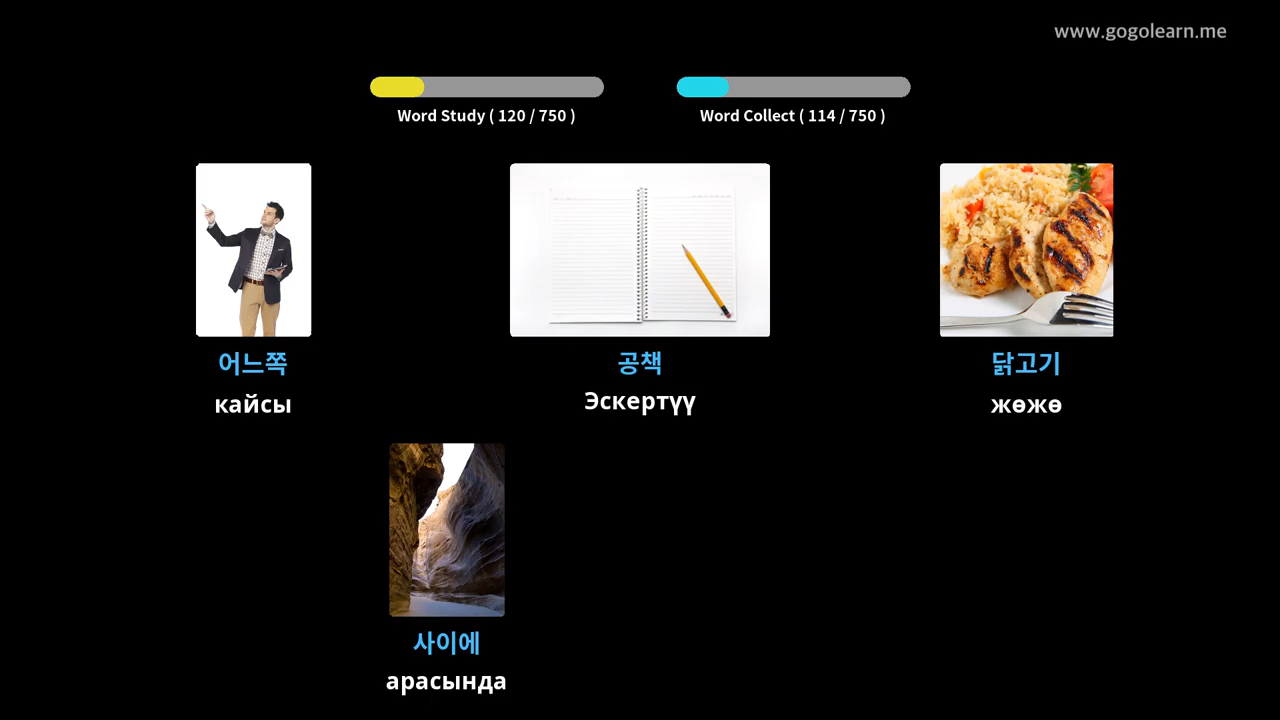 www.gogolearn.me
Word Study ( 120 / 750 )
Word Collect ( 114 / 750 )
어느쪽
공책
닭고기
кайсы
Эскертүү
жөжө
사이에
арасында